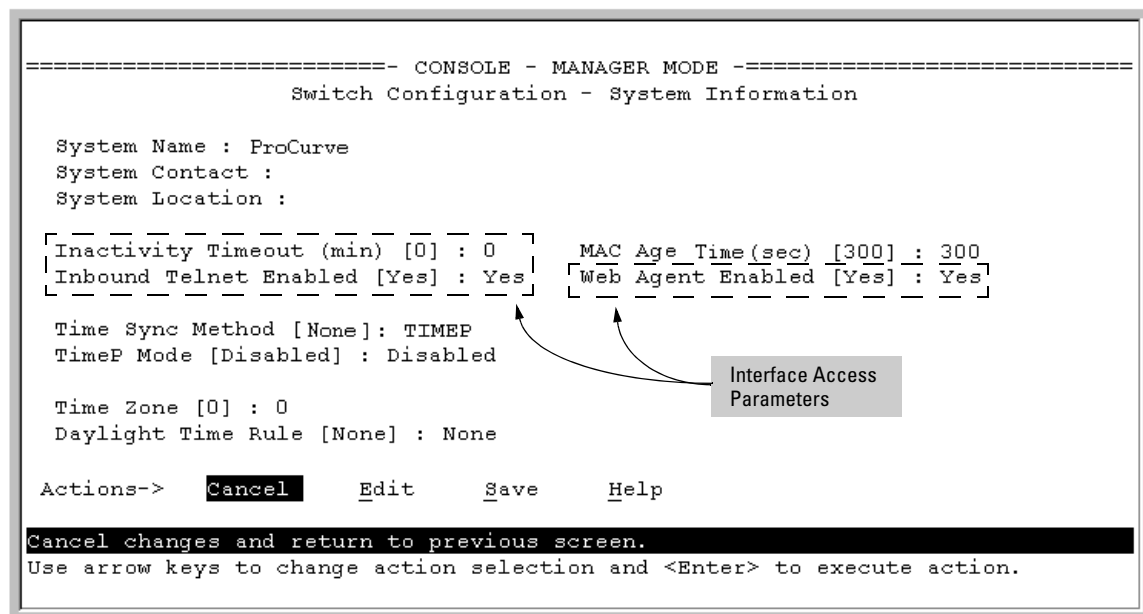 ===========================- CONSOLE - MANAGER MODE -============================
Switch Configuration - System Information
System Name : ProCurve
System Contact :
System Location :
Inactivity Timeout (min) [0] : 0 MAC Age Time(sec) [300] : 300
Inbound Telnet Enabled [Yes] : Yes Web Agent Enabled [Yes] : Yes
Time Sync Method [None]: TIMEP
TimeP Mode [Disabled] : Disabled
Interface Access
Parameters
Time Zone [0] : 0
Daylight Time Rule [None] : None
Actions-> Cancel Edit Save Help
Cancel changes and return to previous screen.
Use arrow keys to change action selection and <Enter> to execute action.